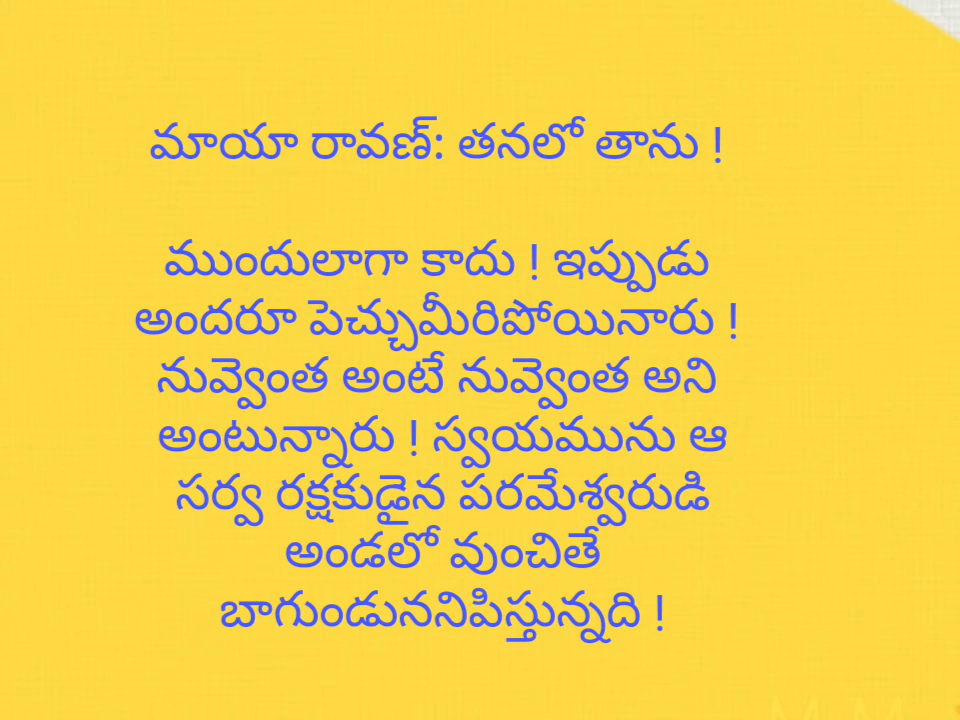 మాయా రావణ్: తనలో తాను !
ముందులాగా కాదు ! ఇప్పుడు
అందరూ పెచ్చుమీరిపోయినారు !
నువ్వెంత అంటే నువ్వెంత అని
అంటున్నారు ! స్వయమును ఆ
సర్వ రక్షకుడైన పరమేశ్వరుడి
అండలో వుంచితే
బాగుండుననిపిస్తున్నది !